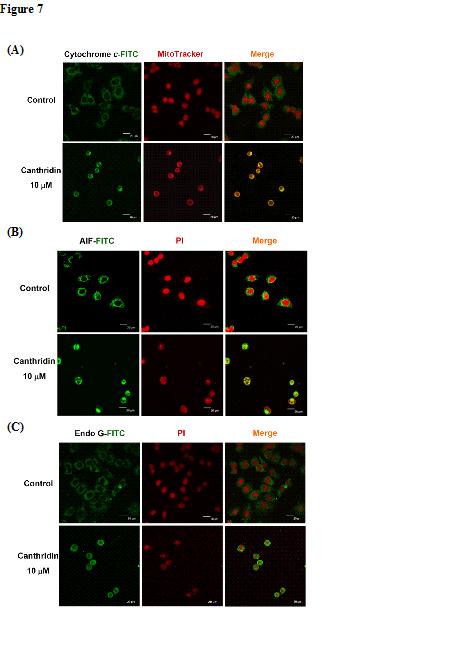 Figure 7
(A)
Cytochrome c-FITC MitoTracker Merge
Control
Canthridin
10 μM
(B)
AIF-FITC PI Merge
Control
Canthridin
10 μM
(C)
Endo G-FITC PI Merge
Control
Canthridin
10 μM